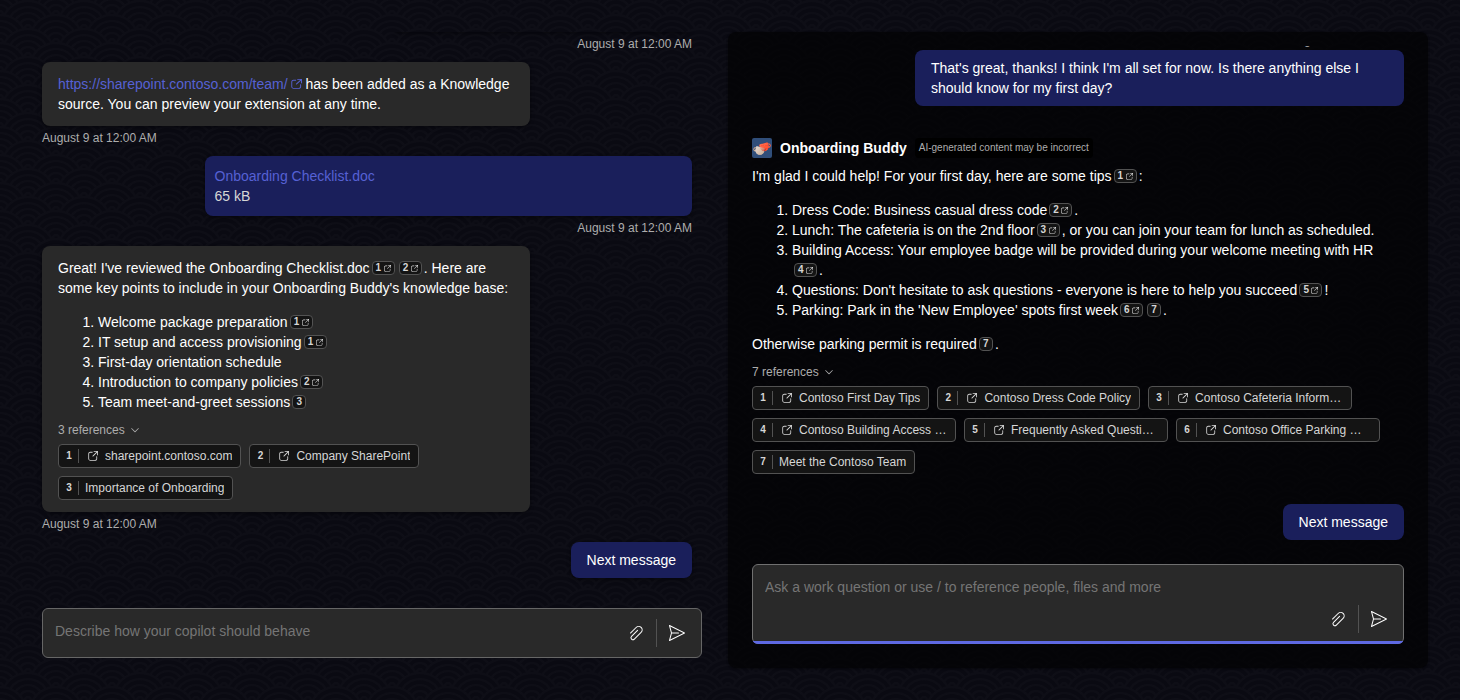 August 9 at 12:00 AM
https://sharepoint.contoso.com/team/ has been added as a Knowledge
source. You can preview your extension at any time.
August 9 at 12:00 AM
Onboarding Checklist.doc
65 kB
August 9 at 12:00 AM
Great! I've reviewed the Onboarding Checklist.doc 1 2 . Here are
some key points to include in your Onboarding Buddy's knowledge base:
1. Welcome package preparation 1
2. IT setup and access provisioning 1
3. First-day orientation schedule
4. Introduction to company policies 2
5. Team meet-and-greet sessions 3
3 references
1 sharepoint.contoso.com 2 Company SharePoint
3 Importance of Onboarding
August 9 at 12:00 AM
Next message
Describe how your copilot should behave
That's great, thanks! I think I'm all set for now. Is there anything else I
should know for my first day?
Onboarding Buddy AI-generated content may be incorrect
I'm glad I could help! For your first day, here are some tips 1 :
1. Dress Code: Business casual dress code 2 .
2. Lunch: The cafeteria is on the 2nd floor 3 , or you can join your team for lunch as scheduled.
3. Building Access: Your employee badge will be provided during your welcome meeting with HR
4 .
4. Questions: Don't hesitate to ask questions - everyone is here to help you succeed 5 !
5. Parking: Park in the 'New Employee' spots first week 6 7 .
Otherwise parking permit is required 7 .
7 references
1 Contoso First Day Tips 2 Contoso Dress Code Policy 3 Contoso Cafeteria Inform…
4 Contoso Building Access … 5 Frequently Asked Questi… 6 Contoso Office Parking …
7 Meet the Contoso Team
Next message
Ask a work question or use / to reference people, files and more